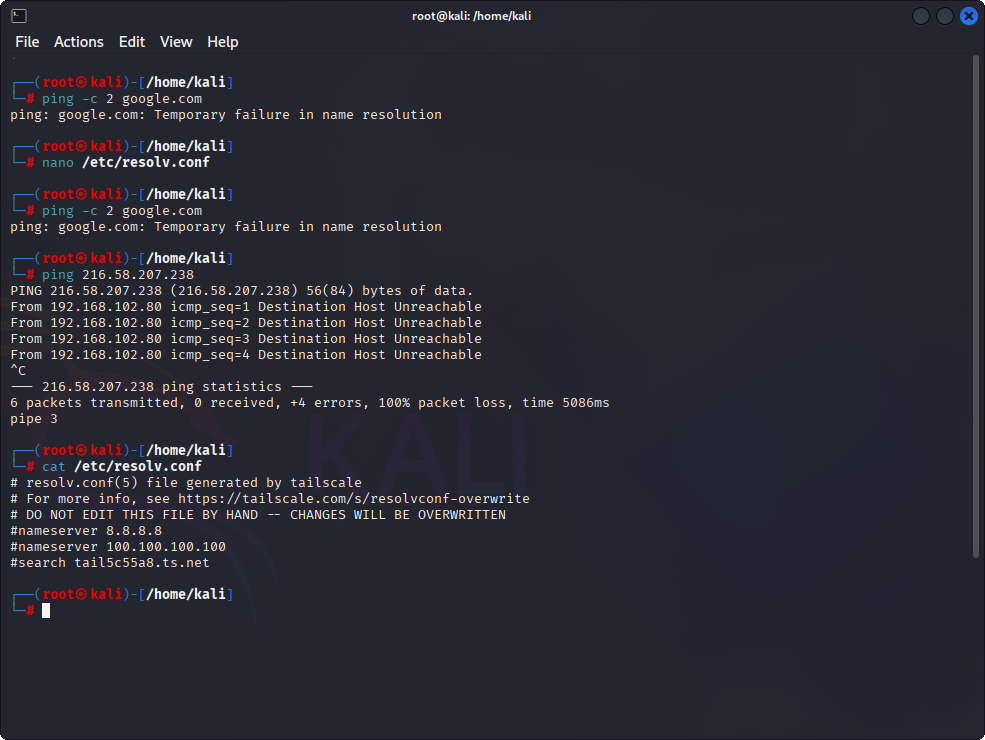 root@kali: /home/kali
File Actions Edit View Help
┌──(root㉿kali)-[/home/kali]
└─# ping -c 2 google.com
ping: google.com: Temporary failure in name resolution
┌──(root㉿kali)-[/home/kali]
└─# nano /etc/resolv.conf
┌──(root㉿kali)-[/home/kali]
└─# ping -c 2 google.com
ping: google.com: Temporary failure in name resolution
┌──(root㉿kali)-[/home/kali]
└─# ping 216.58.207.238
PING 216.58.207.238 (216.58.207.238) 56(84) bytes of data.
From 192.168.102.80 icmp_seq=1 Destination Host Unreachable
From 192.168.102.80 icmp_seq=2 Destination Host Unreachable
From 192.168.102.80 icmp_seq=3 Destination Host Unreachable
From 192.168.102.80 icmp_seq=4 Destination Host Unreachable
^C
--- 216.58.207.238 ping statistics ---
6 packets transmitted, 0 received, +4 errors, 100% packet loss, time 5086ms
pipe 3
┌──(root㉿kali)-[/home/kali]
└─# cat /etc/resolv.conf
# resolv.conf(5) file generated by tailscale
# For more info, see https://tailscale.com/s/resolvconf-overwrite
# DO NOT EDIT THIS FILE BY HAND -- CHANGES WILL BE OVERWRITTEN
#nameserver 8.8.8.8
#nameserver 100.100.100.100
#search tail5c55a8.ts.net
┌──(root㉿kali)-[/home/kali]
└─#
KALI